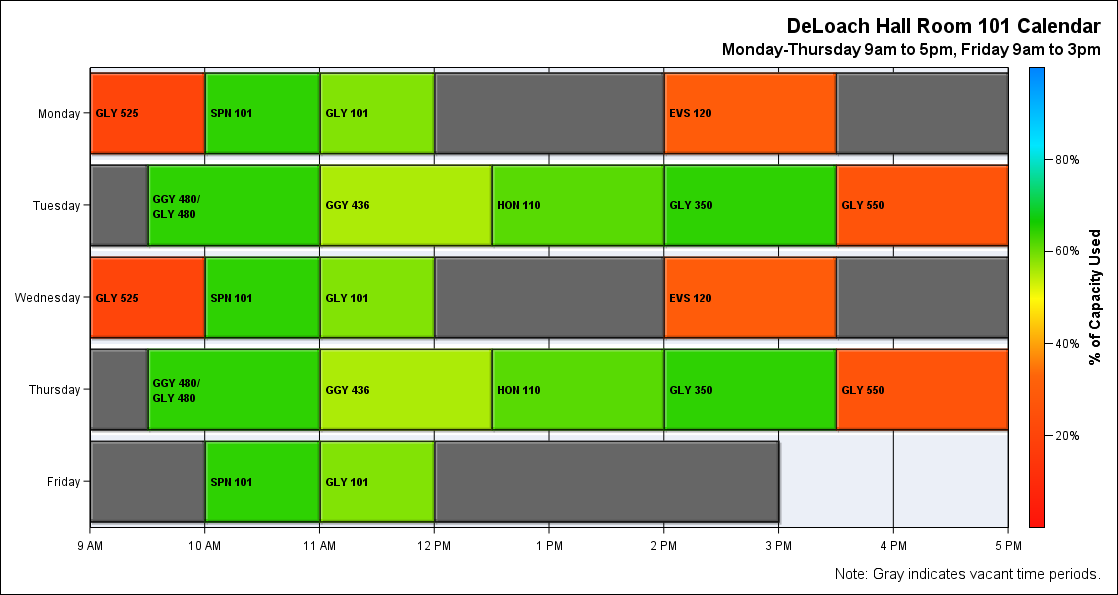 DeLoach Hall Room 101 Calendar
Monday-Thursday 9am to 5pm, Friday 9am to 3pm
Monday
GLY 525
SPN 101
GLY 101
EVS 120
Tuesday
GGY 480/
GLY 480
GGY 436
HON 110
GLY 350
GLY 550
Wednesday
GLY 525
SPN 101
GLY 101
EVS 120
Thursday
GGY 480/
GLY 480
GGY 436
HON 110
GLY 350
GLY 550
Friday
SPN 101
GLY 101
9 AM
10 AM
11 AM
12 PM
1 PM
2 PM
3 PM
4 PM
5 PM
80%
60%
40%
20%
% of Capacity Used
Note: Gray indicates vacant time periods.